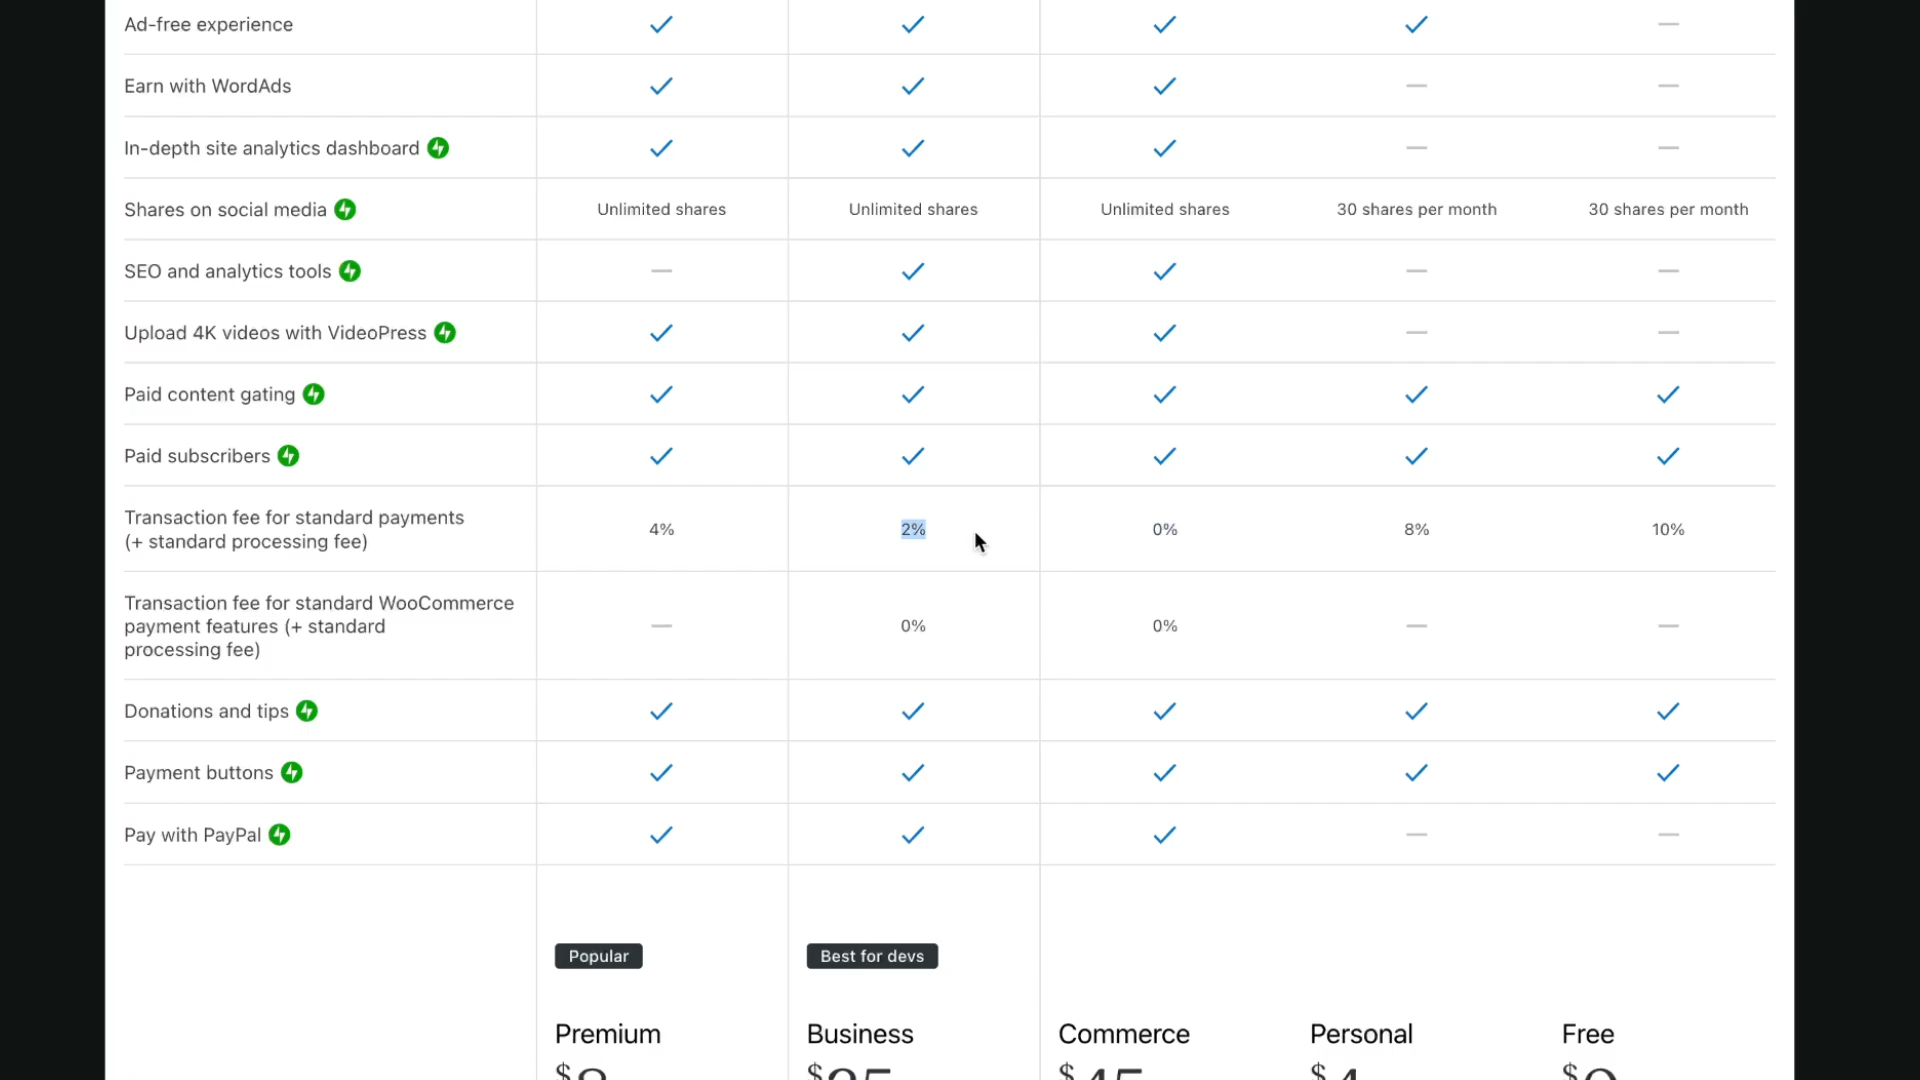 Ad-free experience
Earn with WordAds
In-depth site analytics dashboard
Shares on social media Unlimited shares Unlimited shares Unlimited shares 30 shares per month 30 shares per month
SEO and analytics tools
Upload 4K videos with VideoPress
Paid content gating
Paid subscribers
Transaction fee for standard payments
(+ standard processing fee) 4% 2% 0% 8% 10%
Transaction fee for standard WooCommerce
payment features (+ standard 0% 0%
processing fee)
Donations and tips
Payment buttons
Pay with PayPal
Popular Best for devs
Premium Business Commerce Personal Free